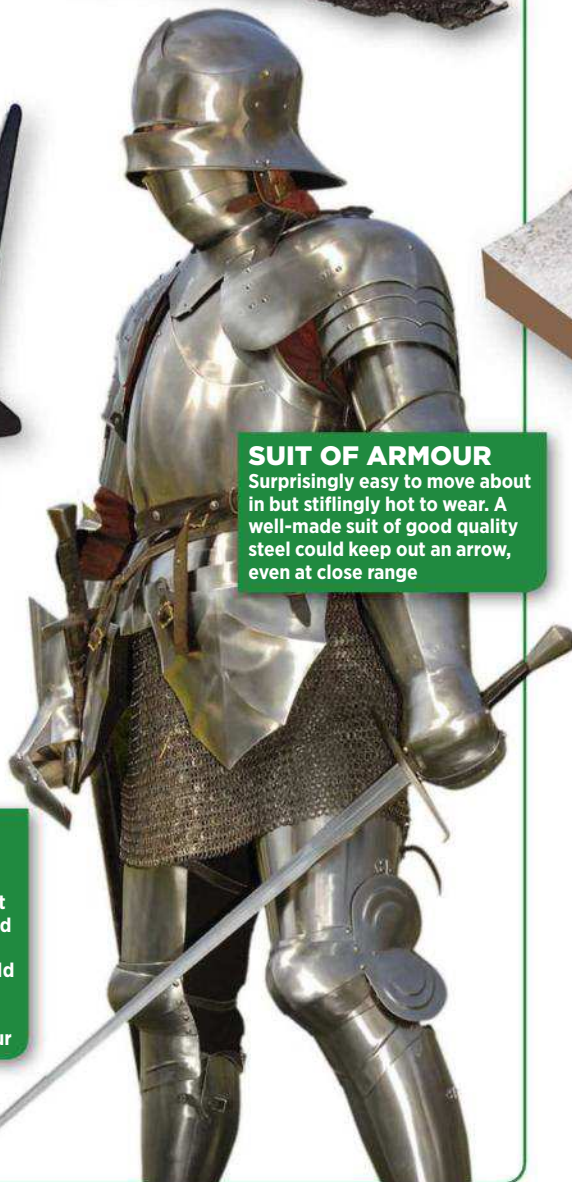 SUIT OF ARMOUR
Surprisingly easy to move about
in but stiflingly hot to wear. A
well-made suit of good quality
steel could keep out an arrow,
even at close range